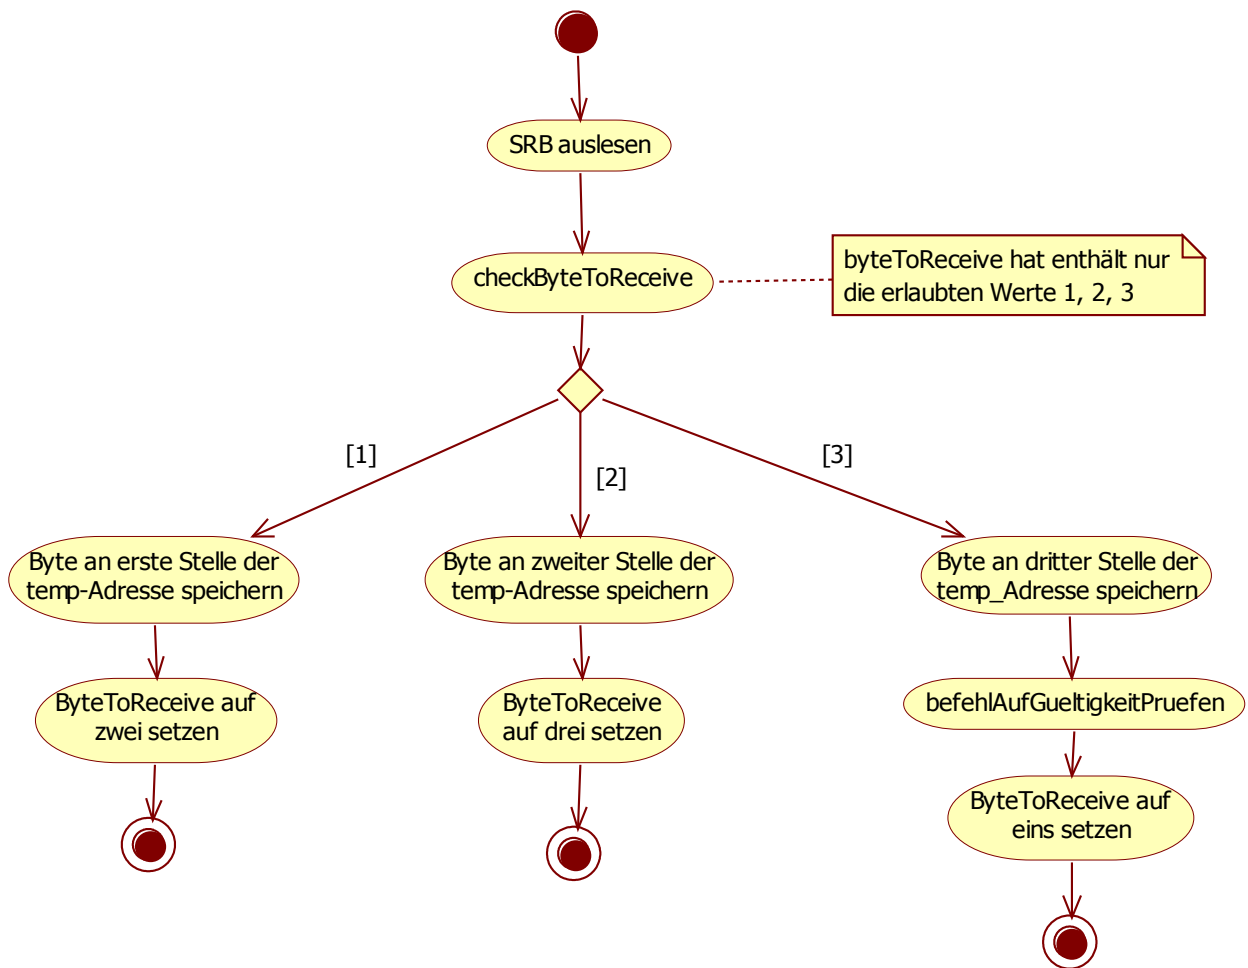 SRB auslesen
checkByteToReceive
byteToReceive hat enthält nur
die erlaubten Werte 1, 2, 3
[1]
[2]
[3]
Byte an erste Stelle der
temp-Adresse speichern
Byte an zweiter Stelle der
temp-Adresse speichern
Byte an dritter Stelle der
temp_Adresse speichern
ByteToReceive auf
zwei setzen
ByteToReceive
auf drei setzen
befehlAufGueltigkeitPruefen
ByteToReceive auf
eins setzen